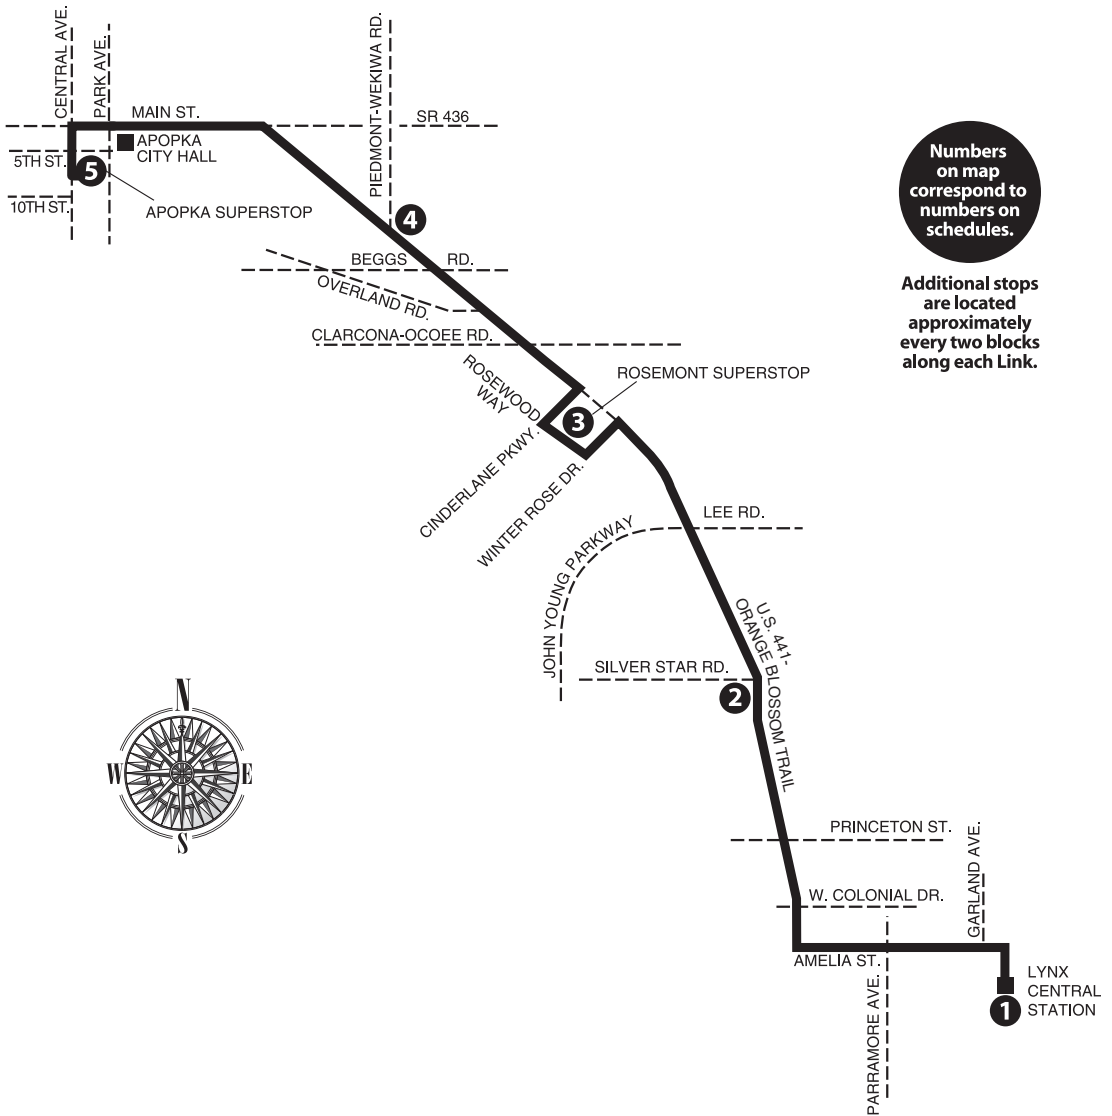 CENTRAL AVE.
PARK AVE.
PIEDMONT-WEKIWA RD.
MAIN ST.
SR 436
APOPKA
CITY HALL
5TH ST.
5
10TH ST.
APOPKA SUPERSTOP
4
BEGGS RD.
OVERLAND RD.
CLARCONA-OCOEE RD.
Numbers
on map
correspond to
numbers on
schedules.
Additional stops
are located
approximately
every two blocks
along each Link.
ROSEWOOD
WAY
ROSEMONT SUPERSTOP
3
CINDERLANE PKWY.
WINTER ROSE DR.
LEE RD.
JOHN YOUNG PARKWAY
U.S. 441-
ORANGE BLOSSOM TRAIL
SILVER STAR RD.
2
N
W
E
S
PRINCETON ST.
GARLAND AVE.
W. COLONIAL DR.
AMELIA ST.
PARRAMORE AVE.
LYNX
CENTRAL
STATION
1